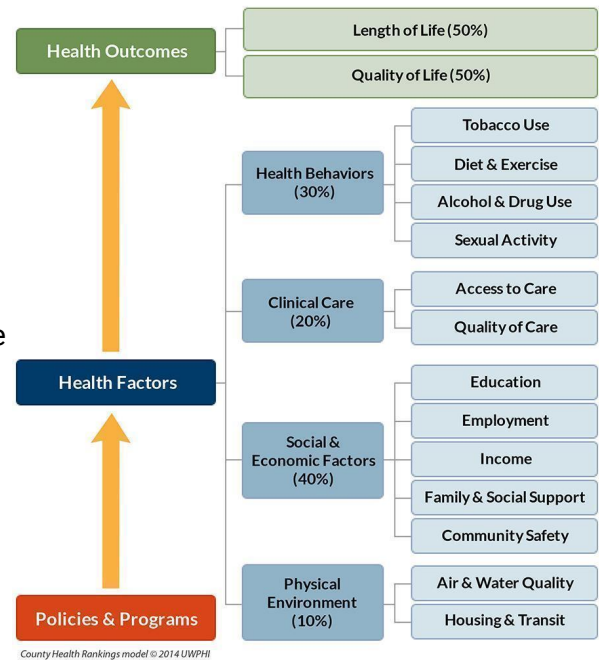 Health Outcomes
Length of Life (50%)
Quality of Life (50%)
Tobacco Use
Health Behaviors
(30%)
Diet & Exercise
Alcohol & Drug Use
Sexual Activity
Clinical Care
(20%)
Access to Care
Quality of Care
e
Health Factors
Social &
Economic Factors
(40%)
Education
Employment
Income
Family & Social Support
Community Safety
Physical
Environment
(10%)
Air & Water Quality
Housing & Transit
Policies & Programs
County Health Rankings model © 2014 UWPHI